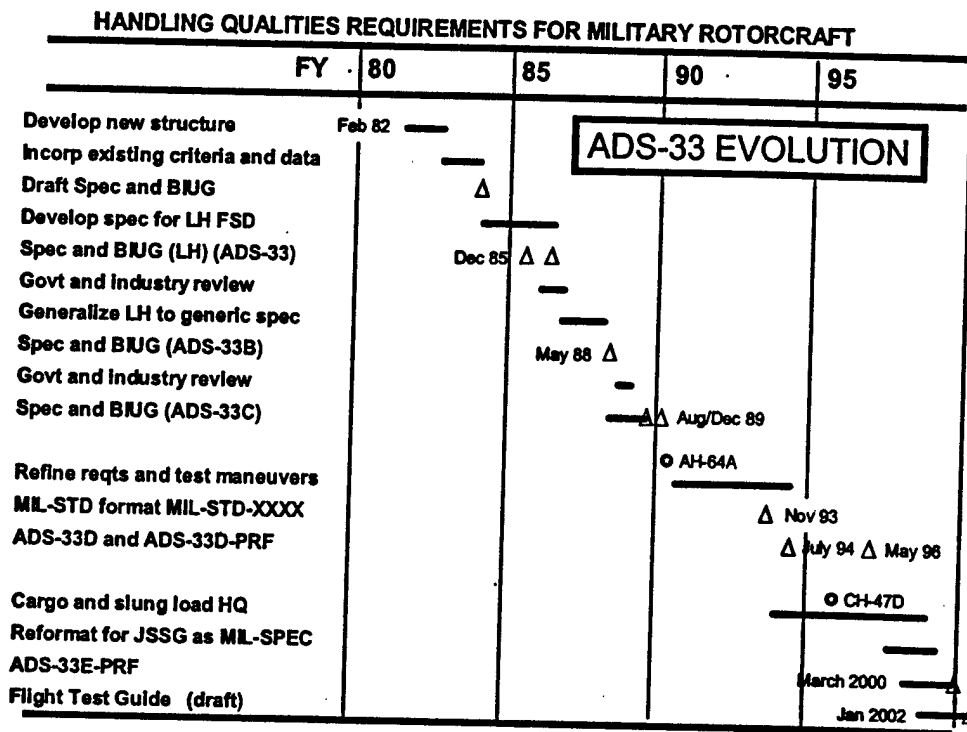 HANDLING QUALITIES REQUIREMENTS FOR MILITARY ROTORCRAFT
FY 80 85 90 95
ADS-33 EVOLUTION
Develop new structure Feb 82
Incorp existing criteria and data
Draft Spec and BIUG
Develop spec for LH FSD
Spec and BIUG (LH) (ADS-33) Dec 85
Govt and industry review
Generalize LH to generic spec
Spec and BIUG (ADS-33B) May 88
Govt and industry review
Spec and BIUG (ADS-33C) Aug/Dec 89
Refine reqts and test maneuvers AH-64A
MIL-STD format MIL-STD-XXXX Nov 93
ADS-33D and ADS-33D-PRF July 94 May 96
Cargo and slung load HQ CH-47D
Reformat for JSSG as MIL-SPEC
ADS-33E-PRF March 2000
Flight Test Guide (draft) Jan 2002